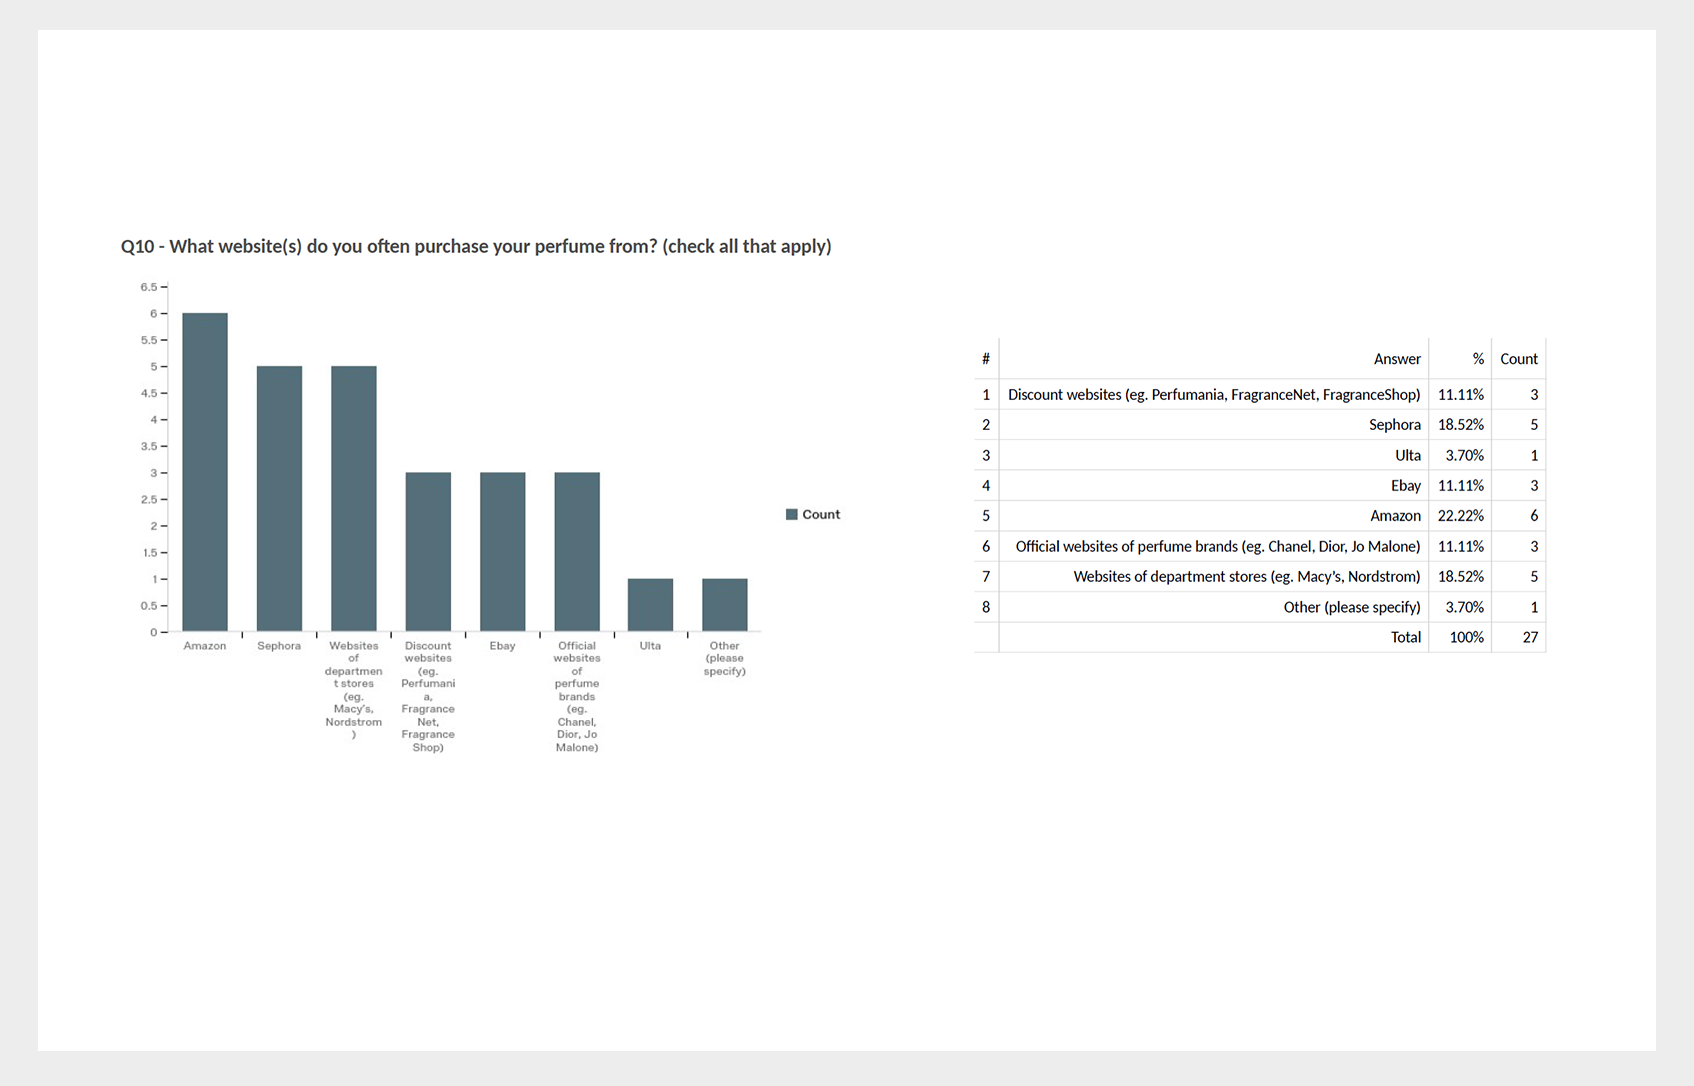 Q10 - What website(s) do you often purchase your perfume from? (check all that apply)
6.5
6
5.5
5
4.5
4
3.5
3
2.5
2
1.5
1
0.5
0
Amazon
Sephora
Websites
of
departmen
t stores
(eg.
Macy's,
Nordstrom
)
Discount
websites
(eg.
Perfumani
a,
Fragrance
Net,
Fragrance
Shop)
Ebay
Official
websites
of
perfume
brands
(eg.
Chanel,
Dior, Jo
Malone)
Ulta
Other
(please
specify)
Count
# Answer % Count
1 Discount websites (eg. Perfumania, FragranceNet, FragranceShop) 11.11% 3
2 Sephora 18.52% 5
3 Ulta 3.70% 1
4 Ebay 11.11% 3
5 Amazon 22.22% 6
6 Official websites of perfume brands (eg. Chanel, Dior, Jo Malone) 11.11% 3
7 Websites of department stores (eg. Macy’s, Nordstrom) 18.52% 5
8 Other (please specify) 3.70% 1
Total 100% 27